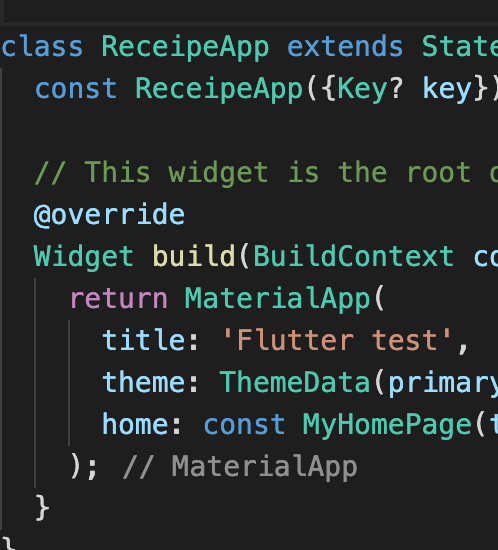 class ReceipeApp extends State
const ReceipeApp({Key? key})
// This widget is the root
@override
Widget build(BuildContext co
return MaterialApp(
title: 'Flutter test',
theme: ThemeData(primary
home: const MyHomePage(t
); // MaterialApp
}
}